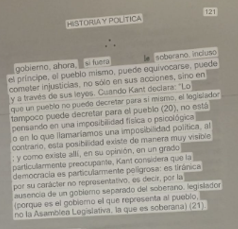 121
HISTORIA Y POLITICA
gobierno, ahora, si fuera le soberano, incluso
el príncipe, el pueblo mismo, puede equivocarse, puede
cometer injusticias, no sólo en sus acciones, sino en
y a través de sus leyes. Cuando Kant declara: "Lo
que un pueblo no puede decretar para sí mismo, el legislador
tampoco puede decretar para el pueblo (20), no está
pensando en una imposibilidad física o psicológica
o en lo que llamaríamos una imposibilidad política, al
contrario, esta posibilidad existe de manera muy visible
; y como existe allí, en su opinión, en un grado
particularmente preocupante, Kant considera que la
democracia es particularmente peligrosa: es tiránica
por su carácter no representativo, es decir, por la
ausencia de un gobierno separado del soberano, legislador
(porque es el gobierno el que representa al pueblo,
no la Asamblea Legislativa, la que es soberana) (21).